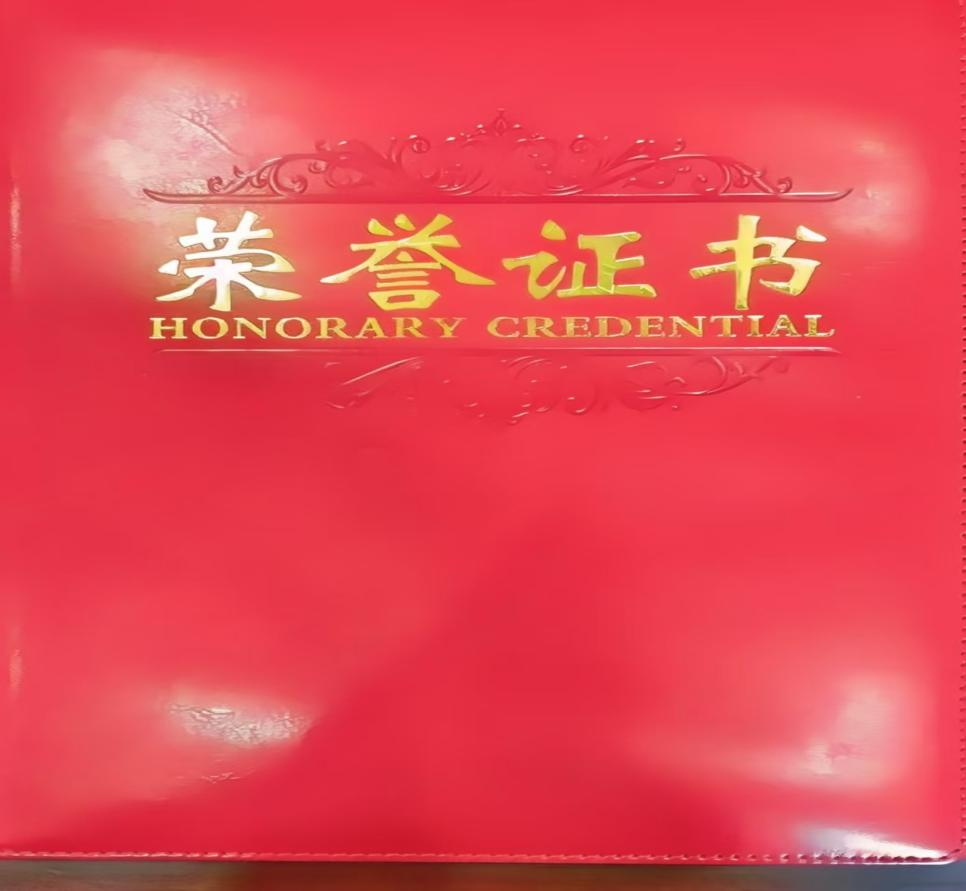 荣誉证书
HONORARY CREDENTIAL